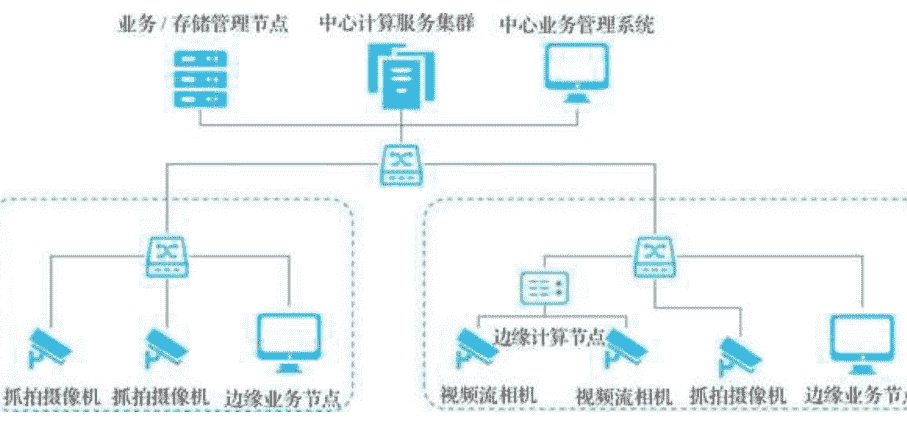 业务 / 存储管理节点
中心计算服务集群
中心业务管理系统
边缘计算节点
抓拍摄像机
抓拍摄像机
边缘业务节点
视频流相机
视频流相机
抓拍摄像机
边缘业务节点